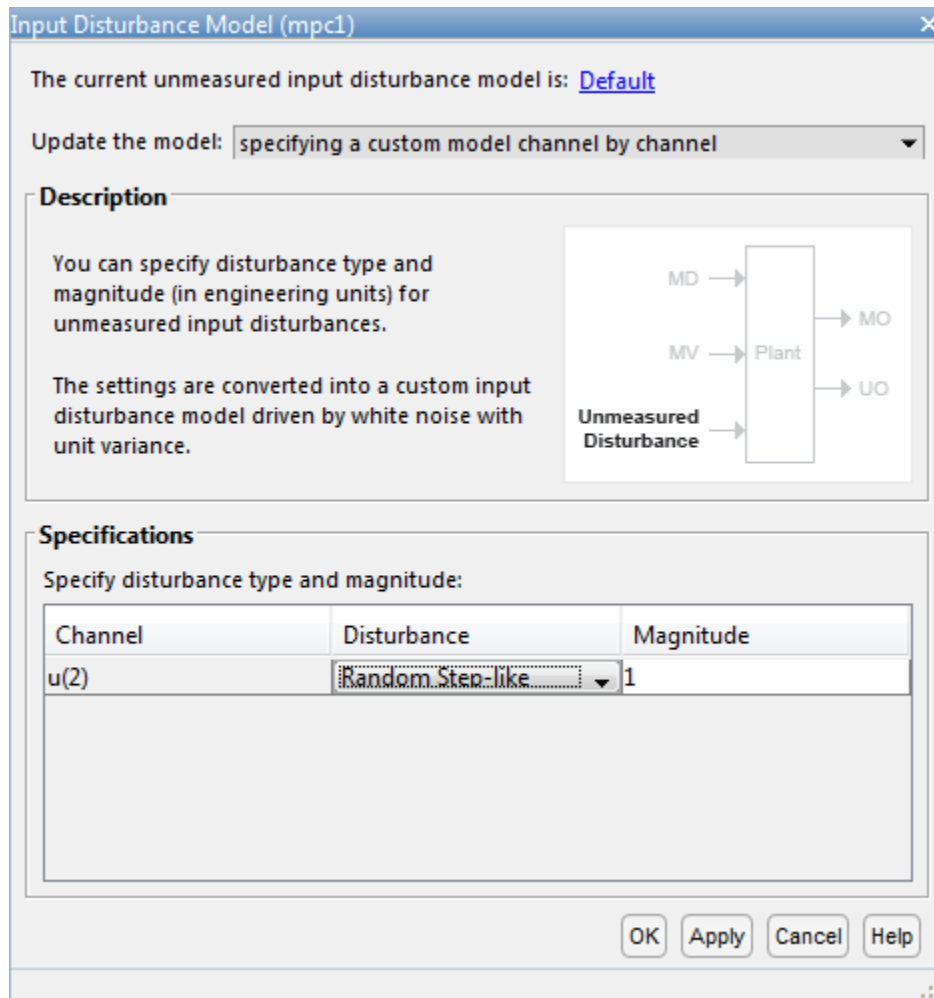 Input Disturbance Model (mpc1)
The current unmeasured input disturbance model is: Default
Update the model: specifying a custom model channel by channel
Description
You can specify disturbance type and
magnitude (in engineering units) for
unmeasured input disturbances.
The settings are converted into a custom input
disturbance model driven by white noise with
unit variance.
MD
MO
MV
Plant
UO
Unmeasured
Disturbance
Specifications
Specify disturbance type and magnitude:
Channel Disturbance Magnitude
u(2) Random Step-like 1
OK Apply Cancel Help